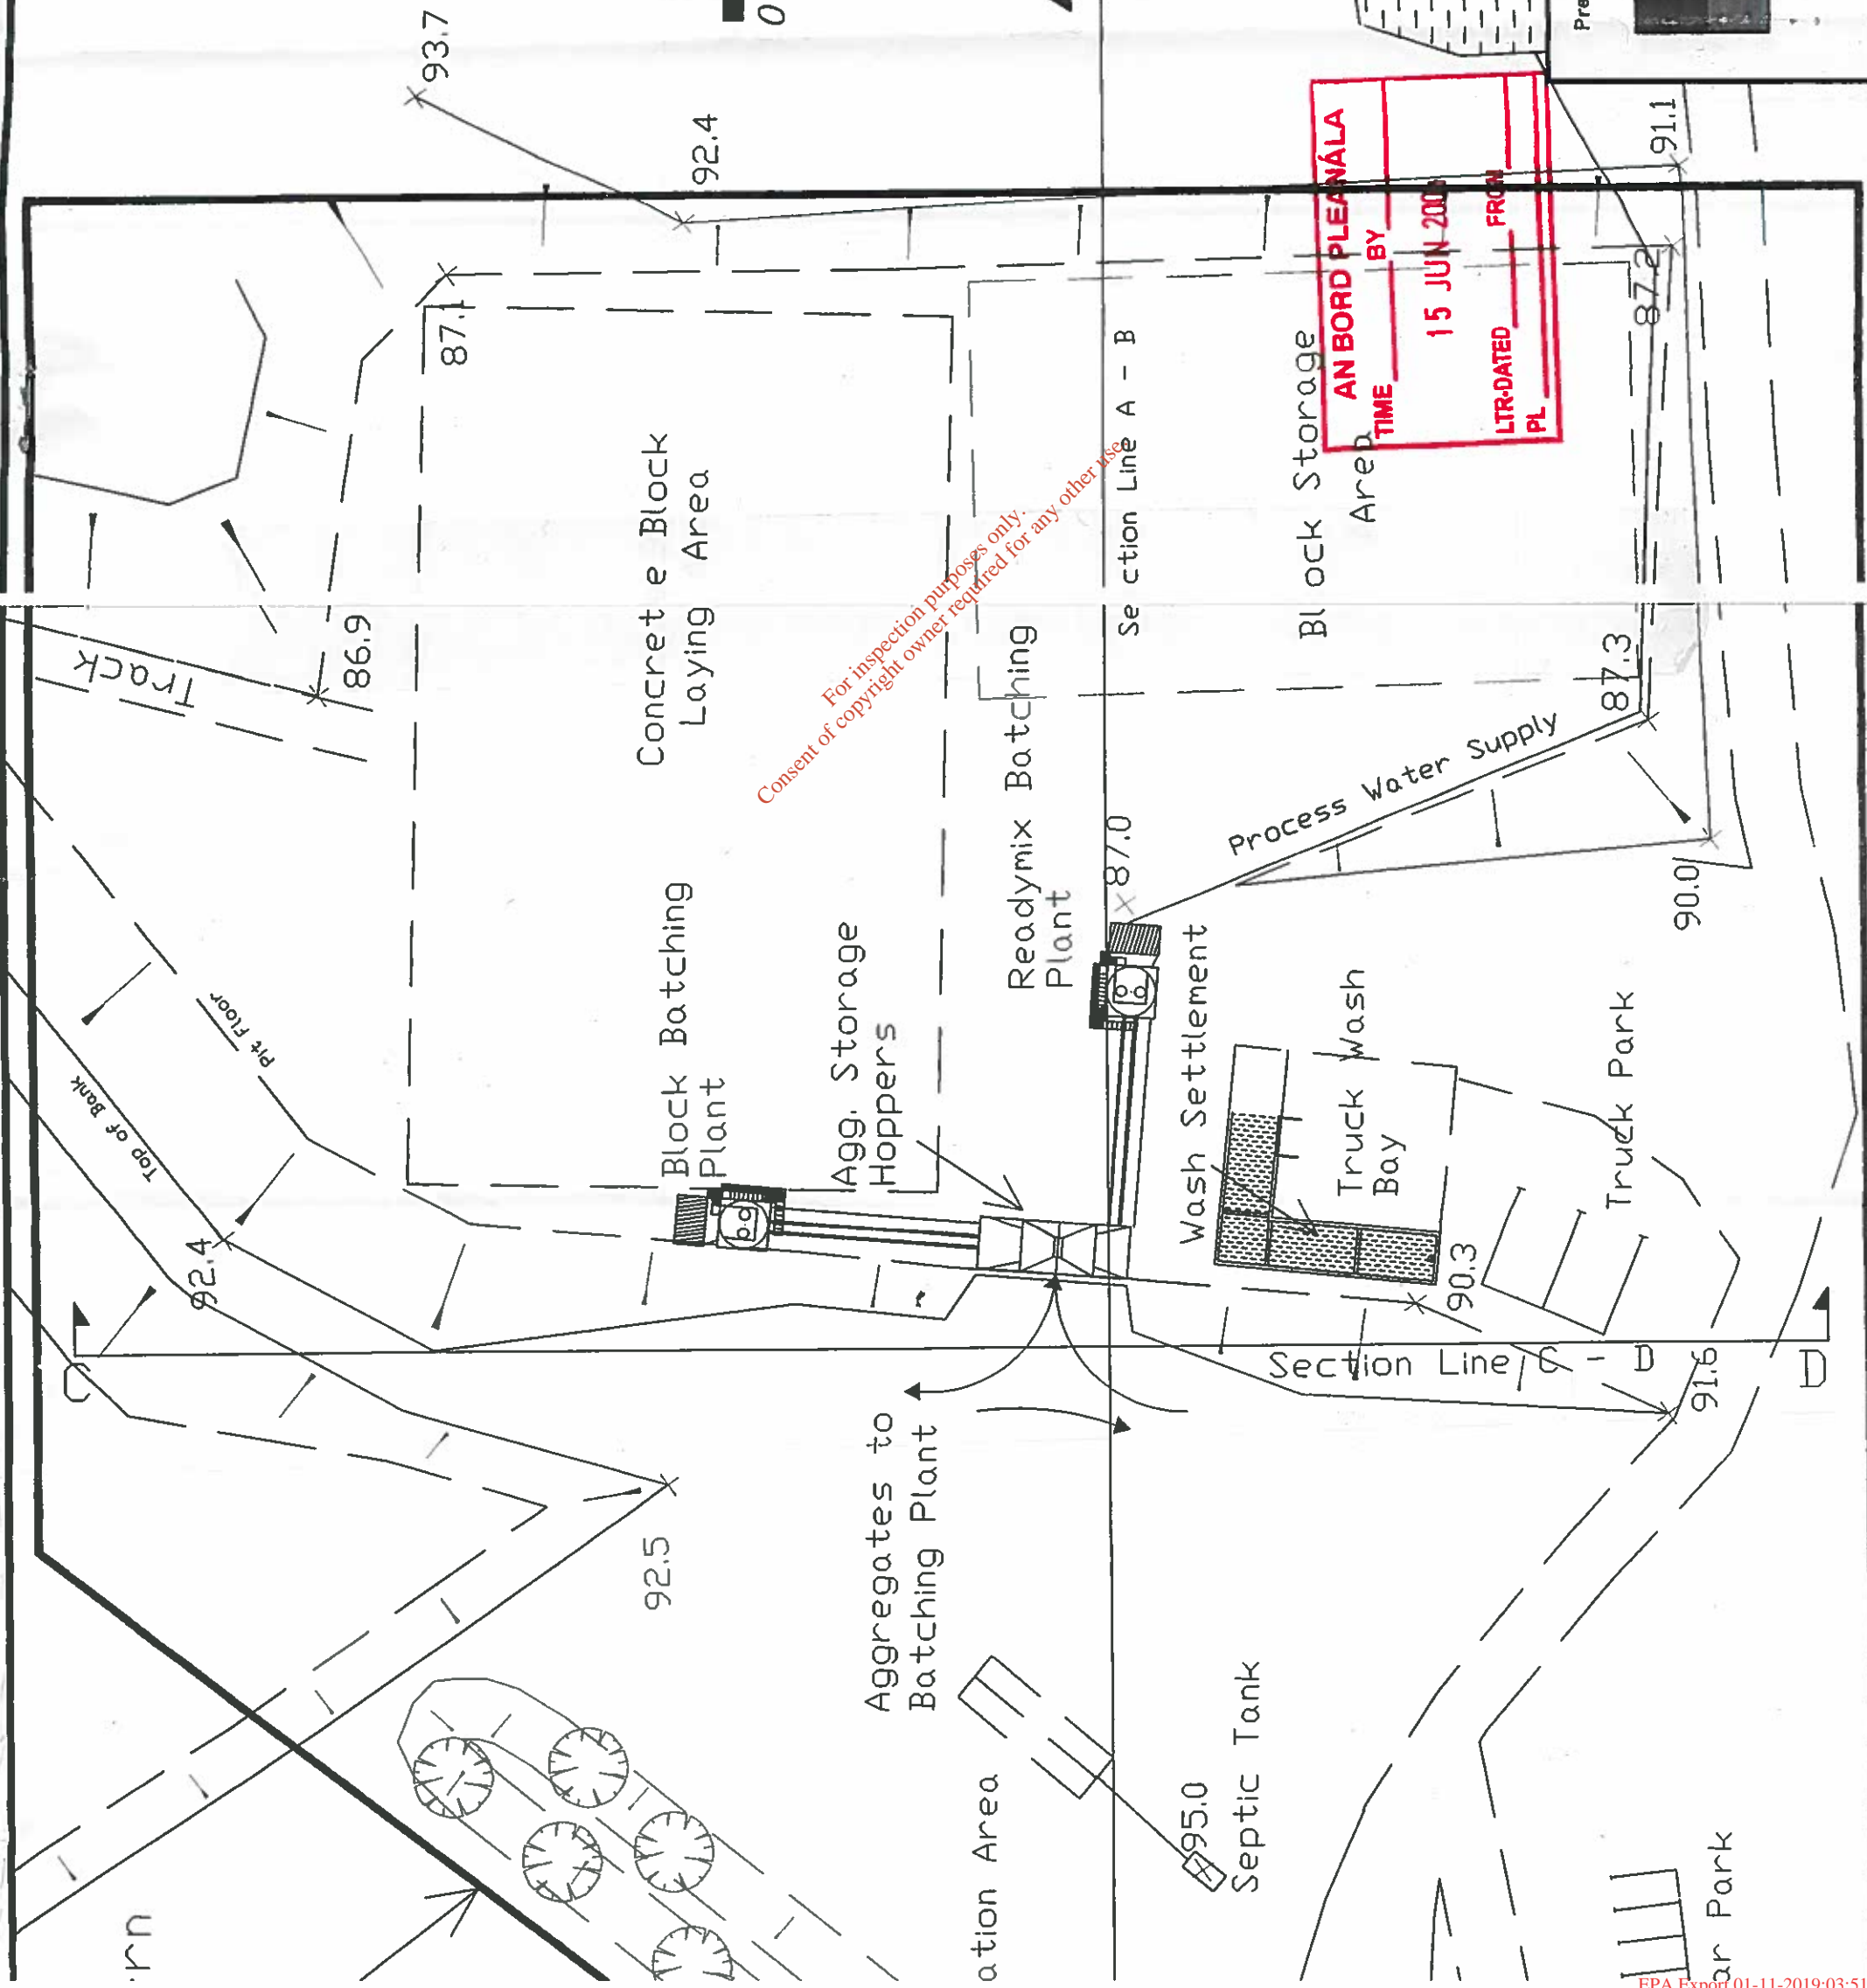 93.7
0
92.4
Pre
91.1
AN BORD PLEANÁLA
TIME BY
15 JUN
LTR-DATED FROM
PL
87.1
87.2
Section Line A - B
Block Storage
Area
Concrete Block
Laying Area
Track
86.9
For inspection purposes only.
Consent of copyright owner required for any other use.
87.3
Readymix Batching
Plant
87.0
Process Water Supply
90.0
Pit Floor
Top of Bank
Block Batching
Plant
Agg. Storage
Hoppers
Wash Settlement
Truck Wash
Bay
Truck Park
92.4
90.3
C
Section Line C - D
91.6
D
Aggregates to
Batching Plant
92.5
95.0
Septic Tank
ation Area
rn
ar Park
EPA Export 01-11-2019:03:51